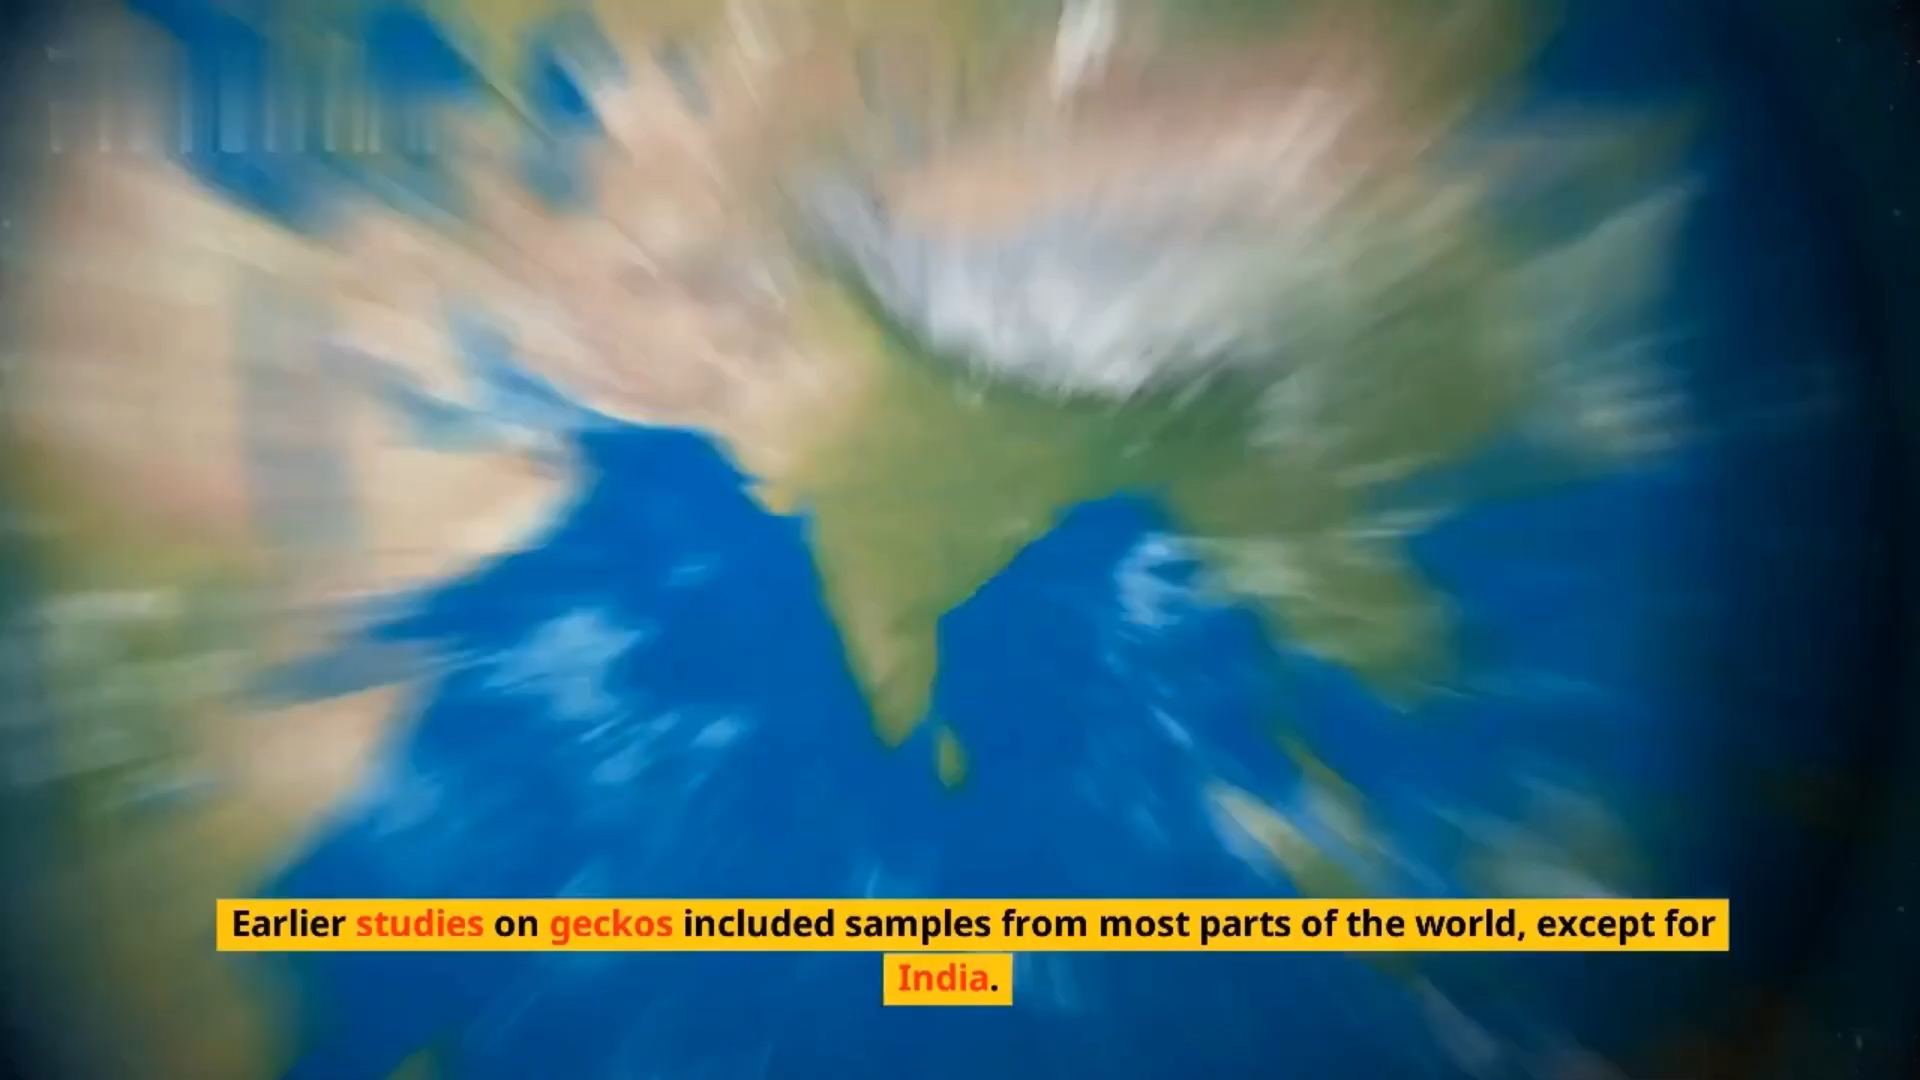 Earlier studies on geckos included samples from most parts of the world, except for
India.